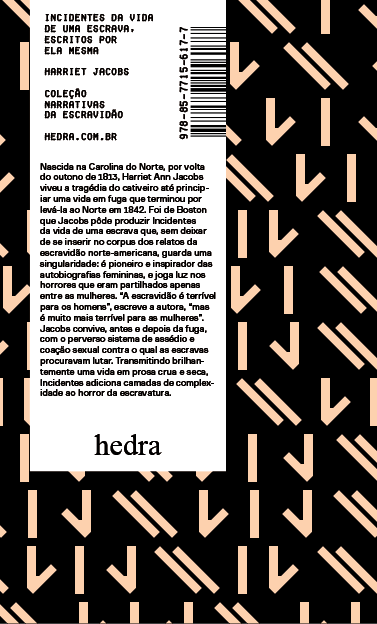 INCIDENTES DA VIDA
DE UMA ESCRAVA,
ESCRITOS POR
ELA MESMA
HARRIET JACOBS
COLEÇÃO
NARRATIVAS
DA ESCRAVIDÃO
HEDRA.COM.BR
978-85-7715-617-7
Nascida na Carolina do Norte, por volta
do outono de 1813, Harriet Ann Jacobs
viveu a tragédia do cativeiro até princip-
iar uma vida em fuga que terminou por
levá-la ao Norte em 1842. Foi de Boston
que Jacobs pôde produzir Incidentes
da vida de uma escrava que, sem deixar
de se inserir no corpus dos relatos da
escravidão norte-americana, guarda uma
singularidade: é pioneiro e inspirador das
autobiografias femininas, e joga luz nos
horrores que eram partilhados apenas
entre as mulheres. “A escravidão é terrível
para os homens”, escreve a autora, “mas
é muito mais terrível para as mulheres”.
Jacobs convive, antes e depois da fuga,
com o perverso sistema de assédio e
coação sexual contra o qual as escravas
procuravam lutar. Transmitindo brilhan-
temente uma vida em prosa crua e seca,
Incidentes adiciona camadas de complex-
idade ao horror da escravatura.
hedra